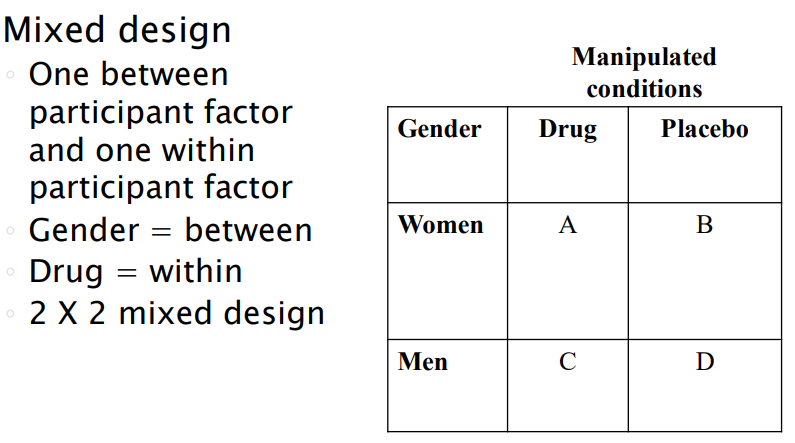 Mixed design
◦ One between
participant factor
and one within
participant factor
◦ Gender = between
◦ Drug = within
◦ 2 X 2 mixed design
Manipulated
conditions
Gender Drug Placebo
Women A B
Men C D